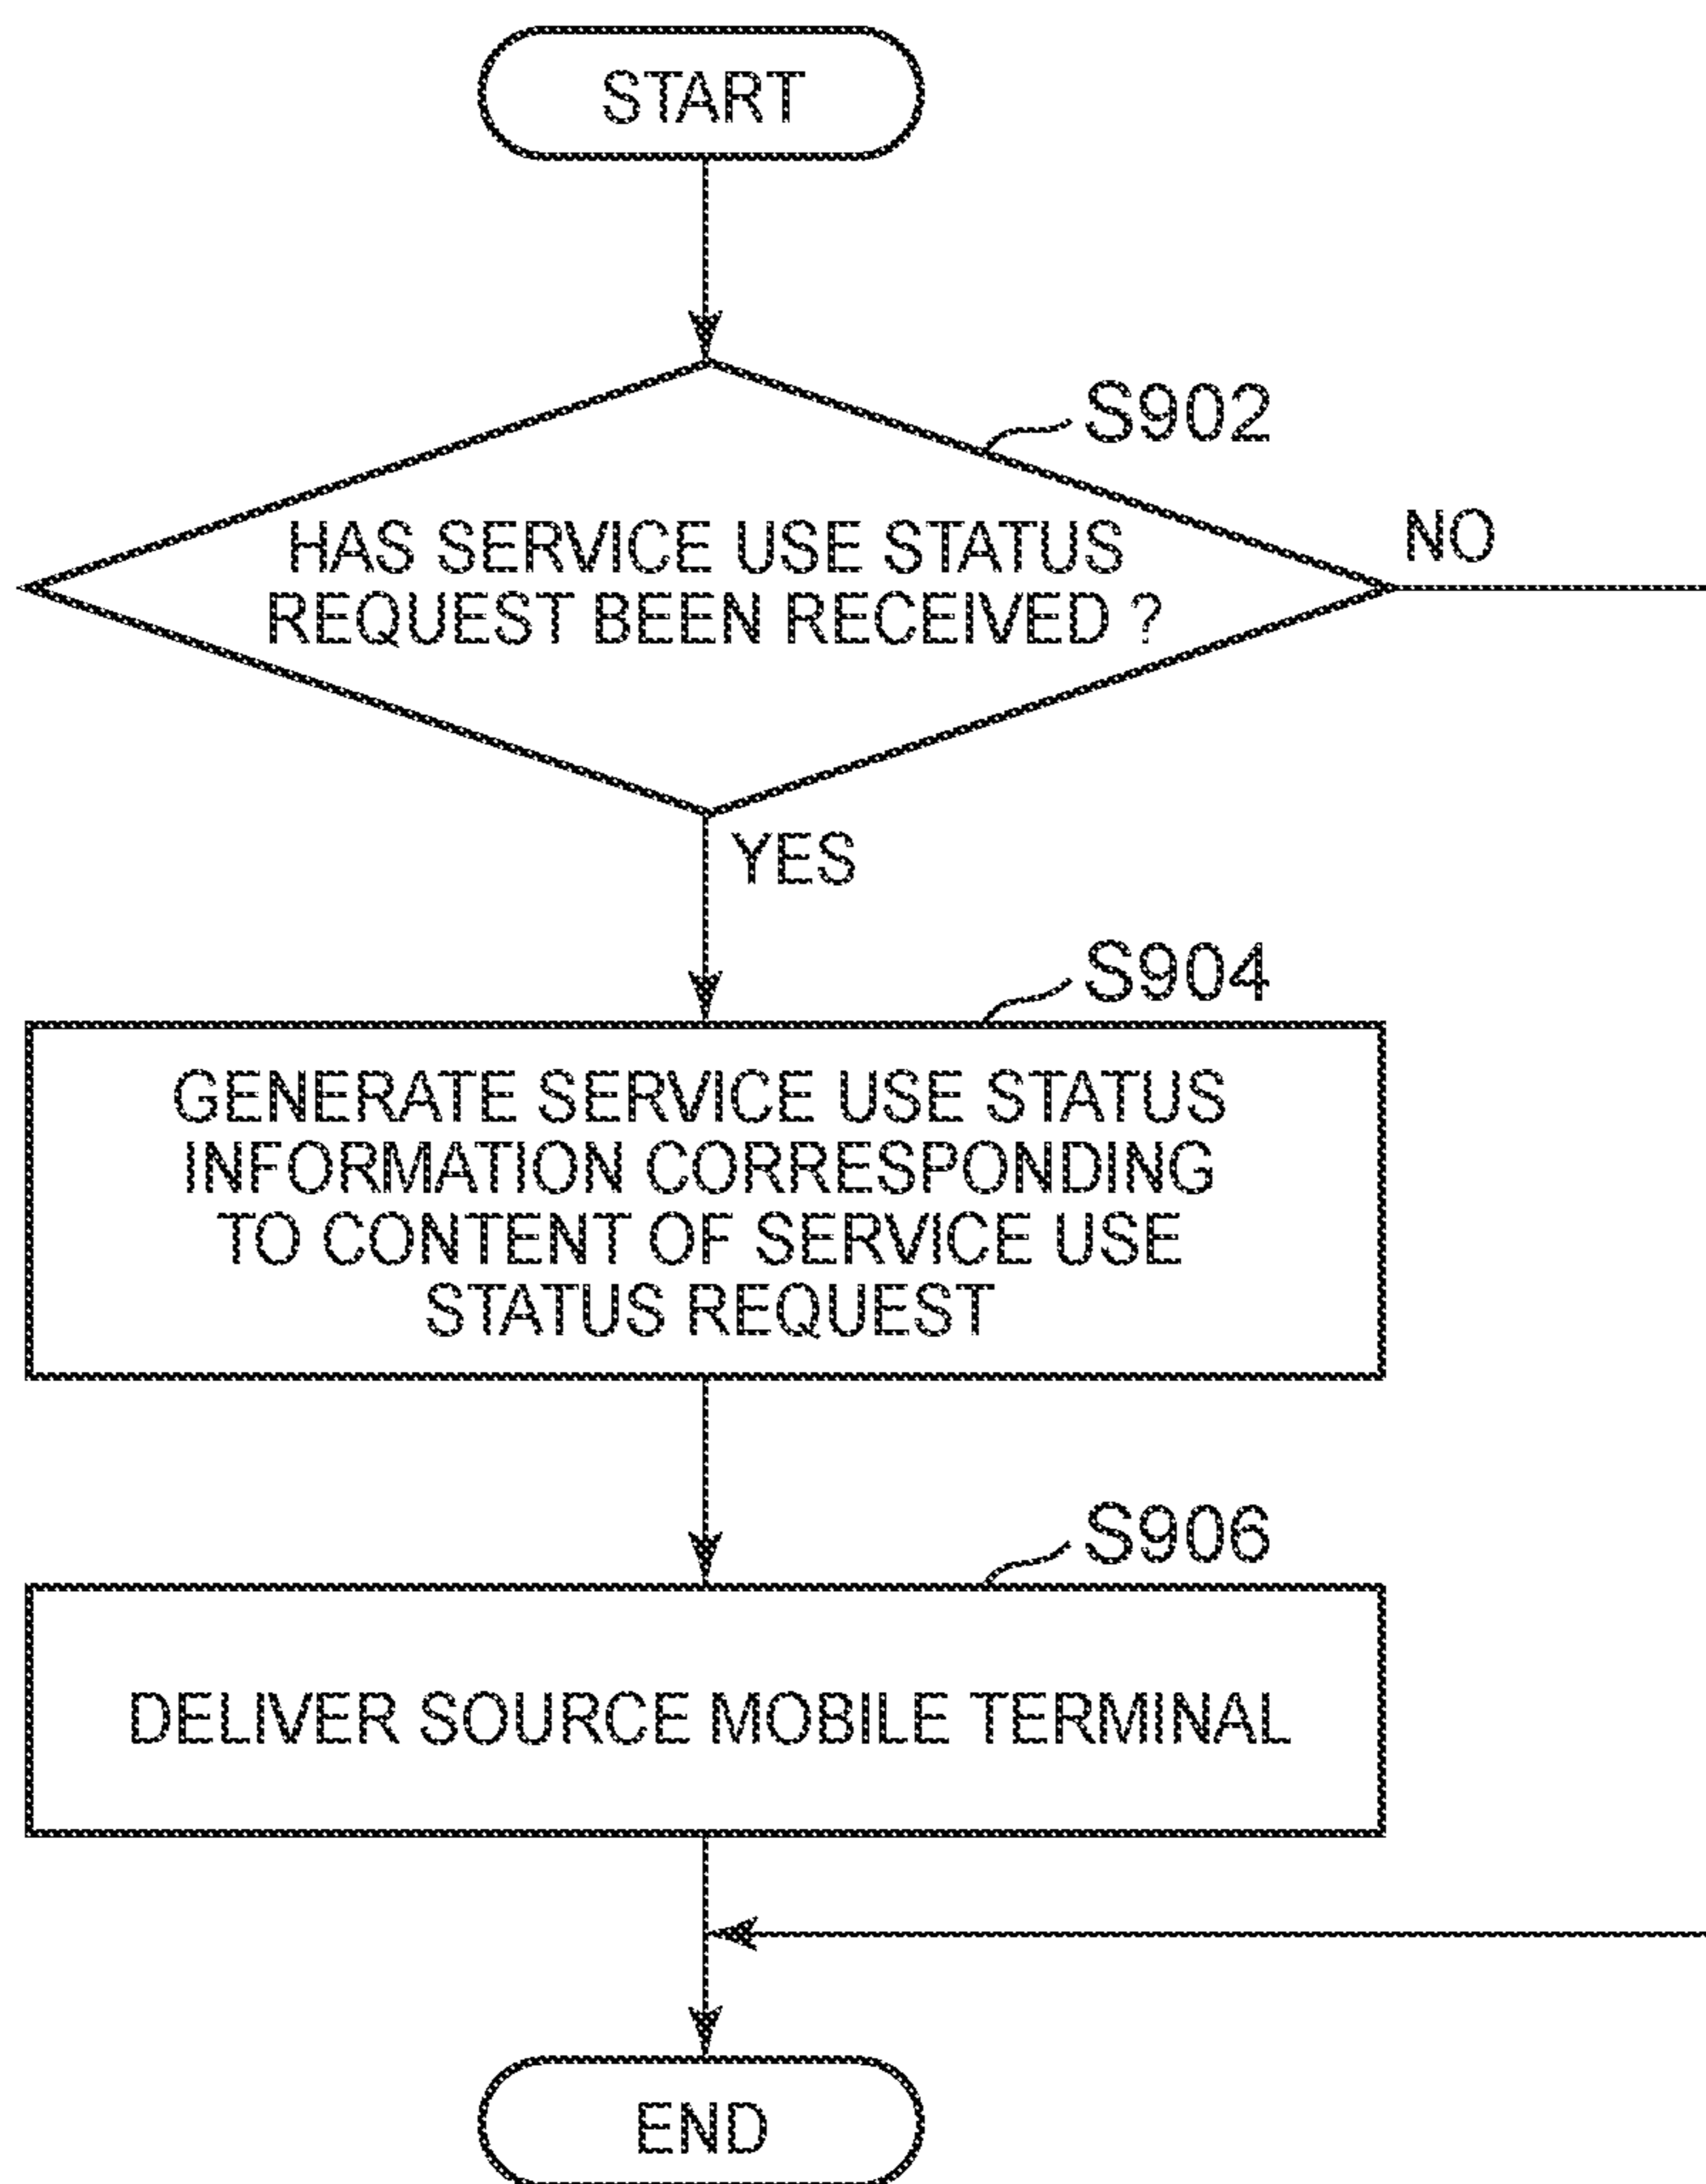 START
S902
HAS SERVICE USE STATUS
REQUEST BEEN RECEIVED ?
NO
YES
S904
GENERATE SERVICE USE STATUS
INFORMATION CORRESPONDING
TO CONTENT OF SERVICE USE
STATUS REQUEST
S906
DELIVER SOURCE MOBILE TERMINAL
END